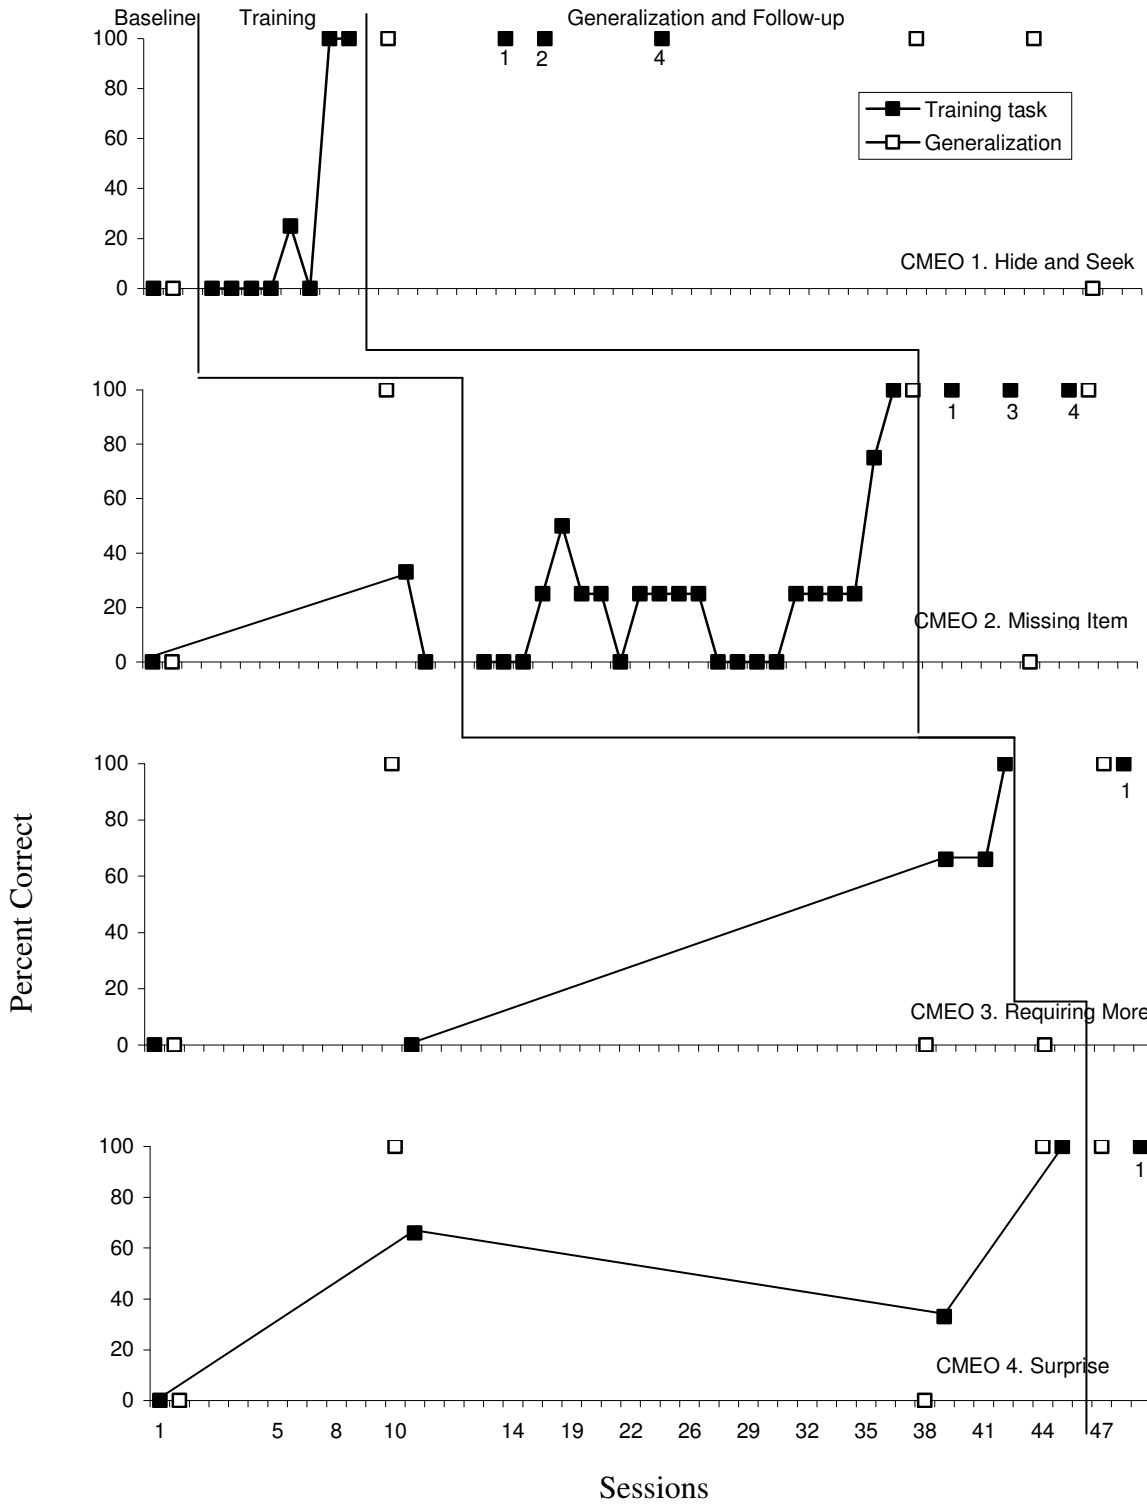 Baseline Training Generalization and Follow-up
100
1 2 4
80
Training task
60
Generalization
40
20
CMEO 1. Hide and Seek
0
100
1 3 4
80
60
40
20
CMEO 2. Missing Item
0
100
1
80
60
40
20
CMEO 3. Requiring More
0
Percent Correct
100
1
80
60
40
20
CMEO 4. Surprise
0
1 5 8 10 14 19 22 26 29 32 35 38 41 44 47
Sessions